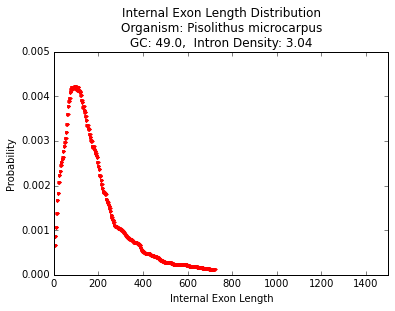 Internal Exon Length Distribution
Organism: Pisolithus microcarpus
GC: 49.0,  Intron Density: 3.04
0.005
0.004
0.003
0.002
0.001
0.000
Probability
0 200 400 600 800 1000 1200 1400
Internal Exon Length